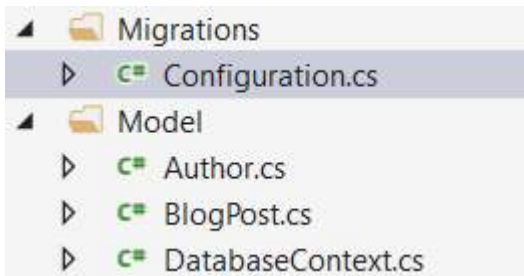 Migrations
C# Configuration.cs
Model
C# Author.cs
C# BlogPost.cs
C# DatabaseContext.cs